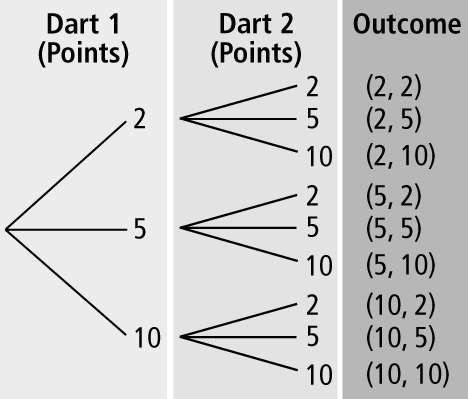 Dart 1 Dart 2 Outcome
(Points) (Points)
2 (2, 2)
2 5 (2, 5)
10 (2, 10)
2 (5, 2)
5 5 (5, 5)
10 (5, 10)
2 (10, 2)
10 5 (10, 5)
10 (10, 10)